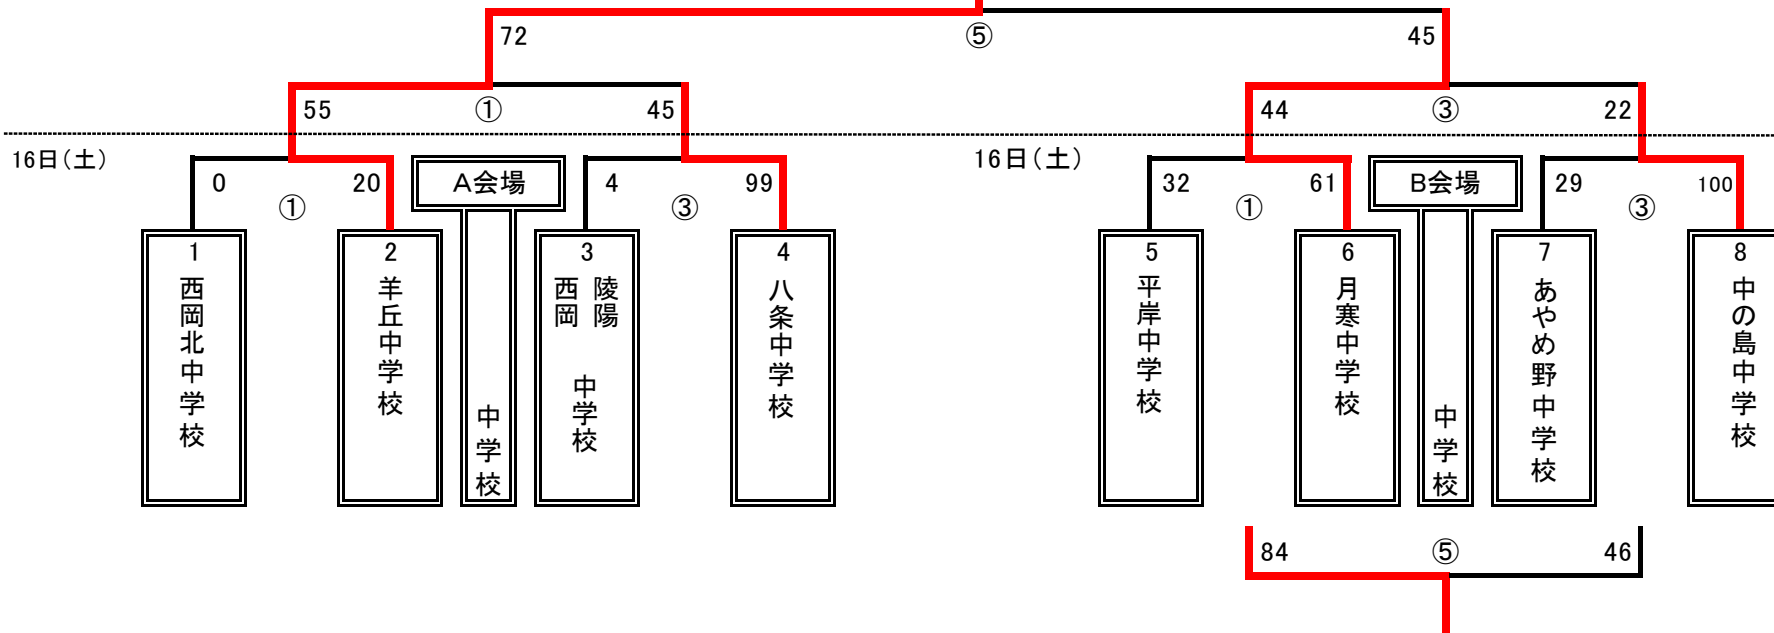 72 ⑤ 45
55 ① 45 44 ③ 22
16日(土) 16日(土)
0 20 A会場 4 99 32 61 B会場 29 100
① ③ ① ③
1 西岡北中学校
2 羊丘中学校
中学校
3 陵陽 西岡 中学校
4 八条中学校
5 平岸中学校
6 月寒中学校
中学校
7 あやめ野中学校
8 中の島中学校
84 ⑤ 46